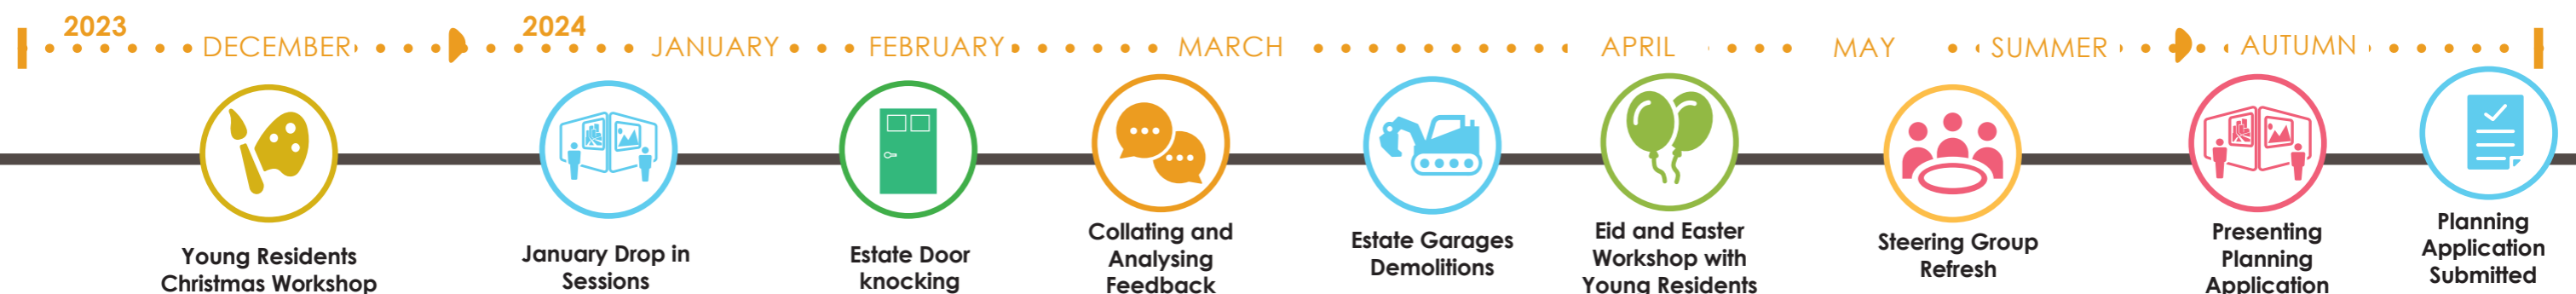 2023
DECEMBER
2024
JANUARY
FEBRUARY
MARCH
APRIL
MAY
SUMMER
AUTUMN
Young Residents
Christmas Workshop
January Drop in
Sessions
Estate Door
knocking
Collating and
Analysing
Feedback
Estate Garages
Demolitions
Eid and Easter
Workshop with
Young Residents
Steering Group
Refresh
Presenting
Planning
Application
Planning
Application
Submitted